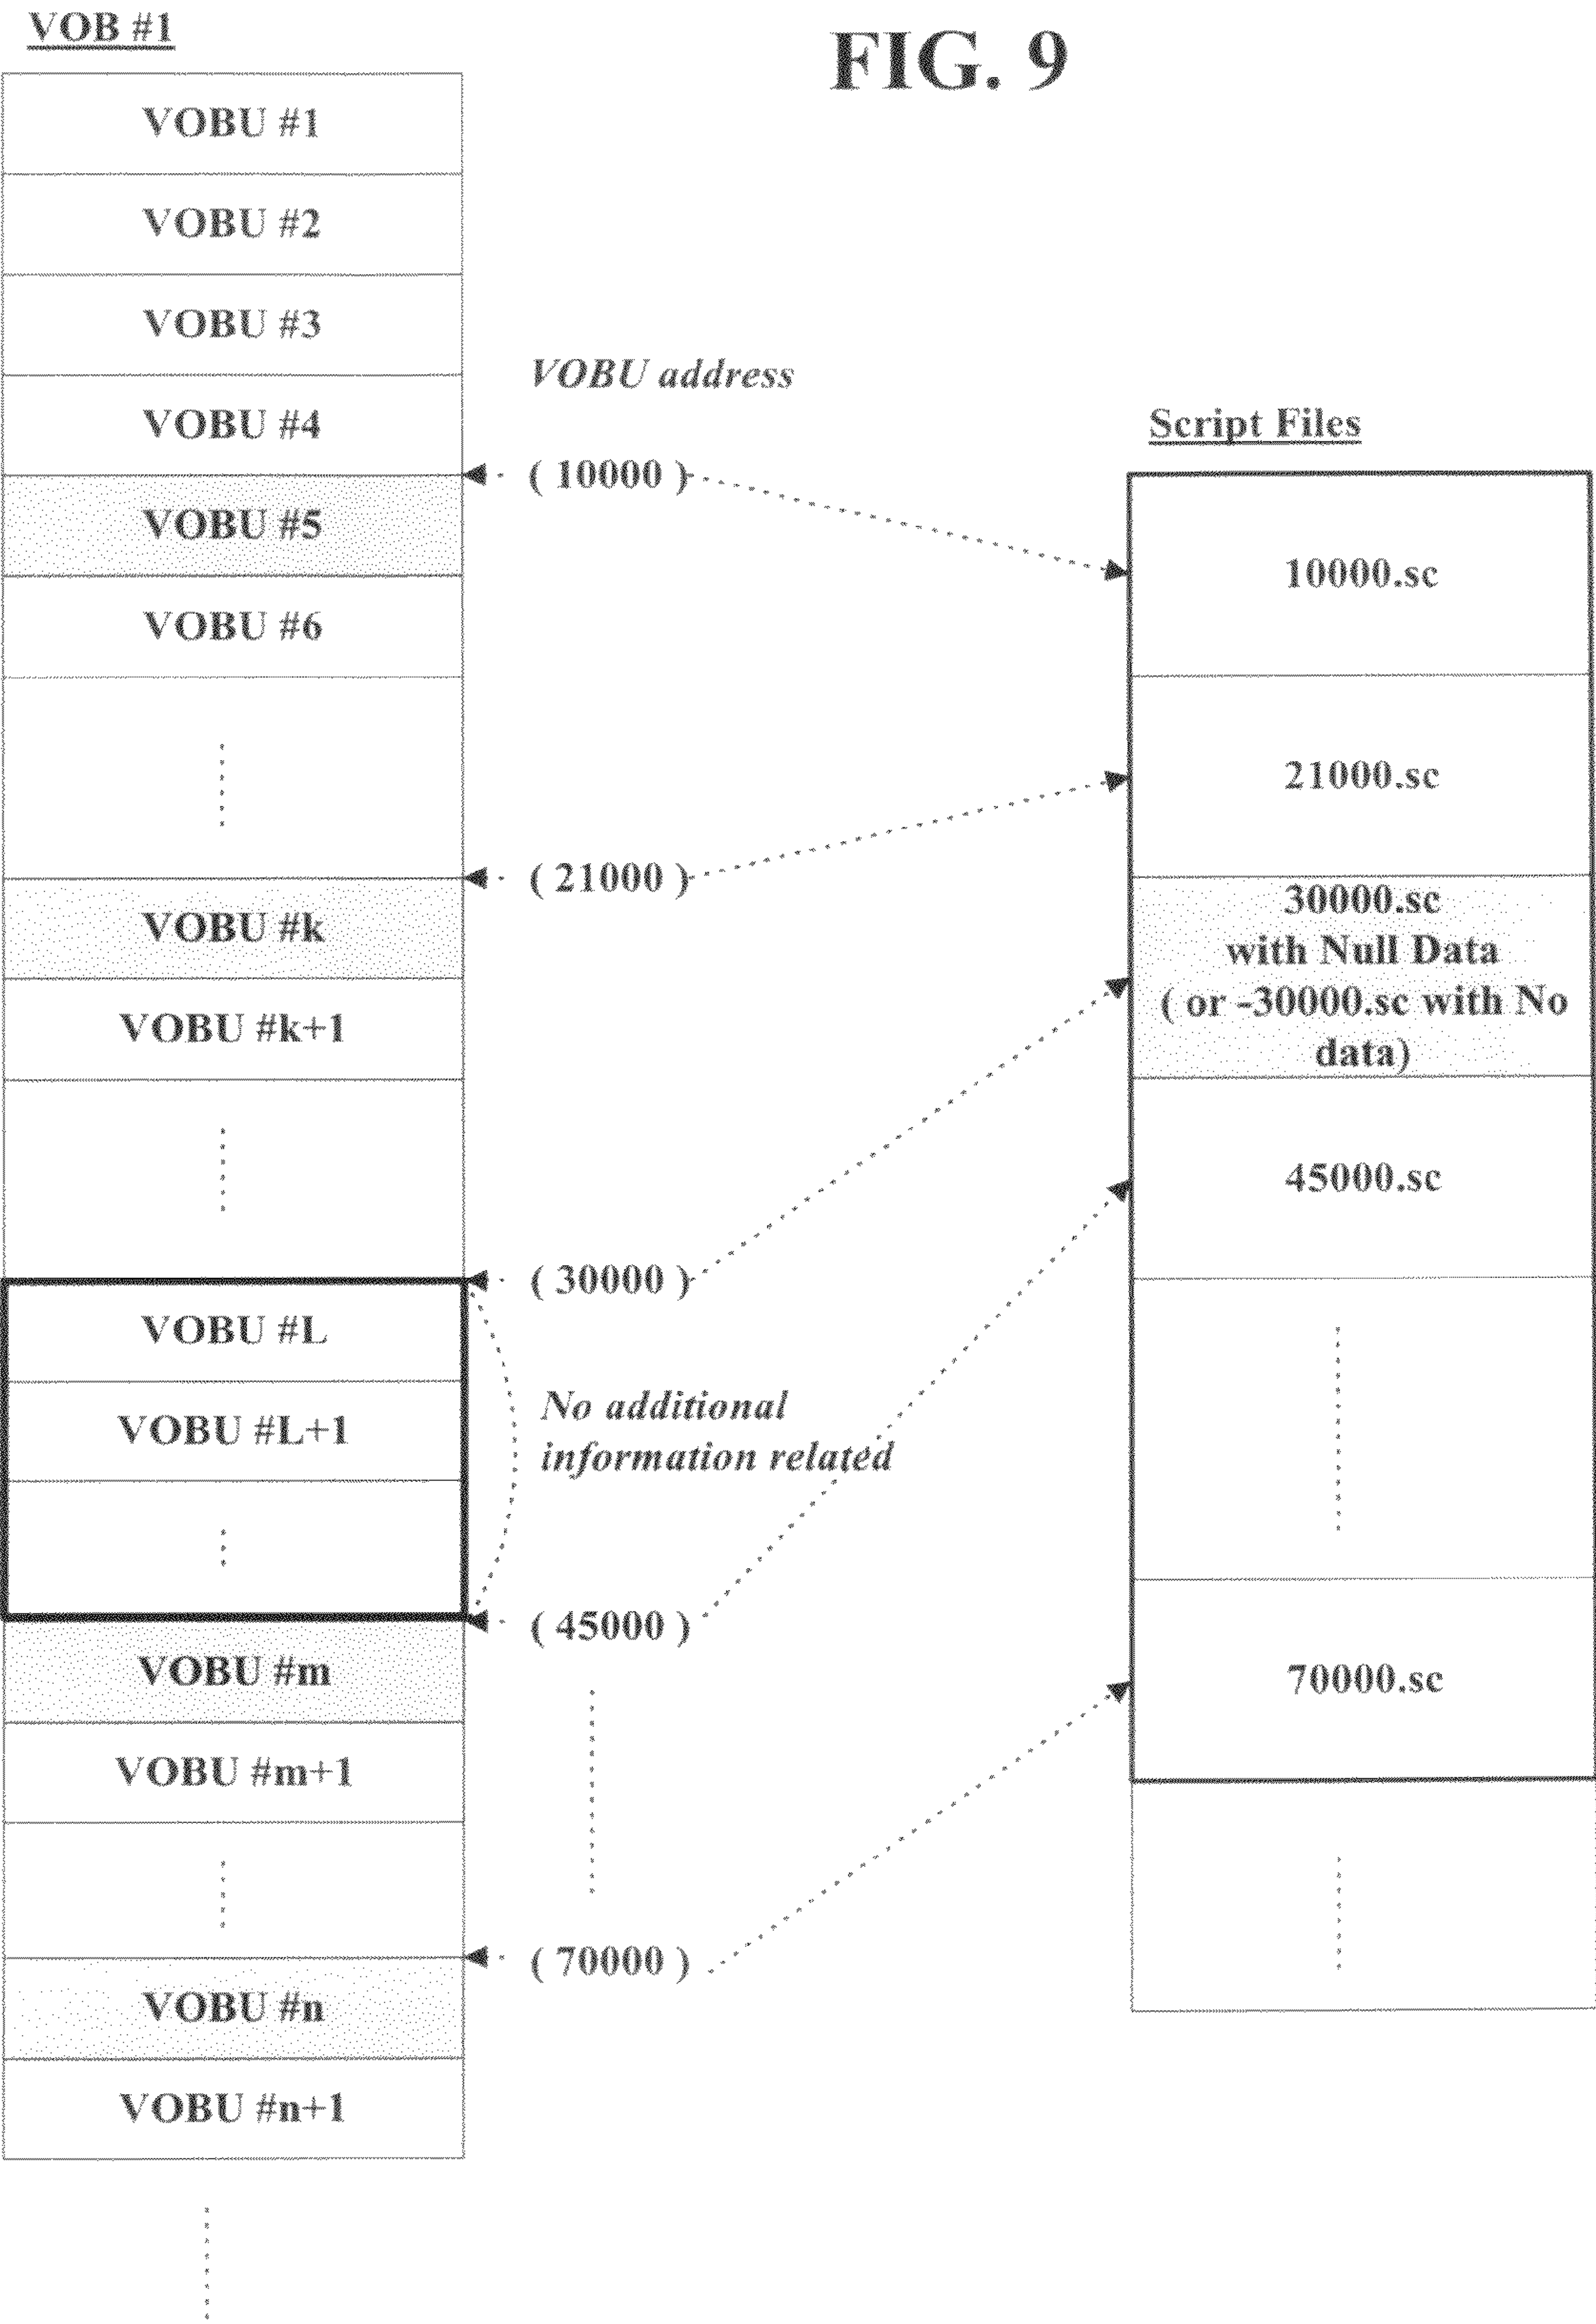 VOB #1
FIG. 9
VOBU #1
VOBU #2
VOBU #3
VOBU #4
VOBU #5
VOBU #6
VOBU #k
VOBU #k+1
VOBU #L
VOBU #L+1
VOBU #m
VOBU #m+1
VOBU #n
VOBU #n+1
VOBU address
( 10000 )
( 21000 )
( 30000 )
No additional
information related
( 45000 )
( 70000 )
Script Files
10000.sc
21000.sc
30000.sc
with Null Data
( or -30000.sc with No
data)
45000.sc
70000.sc